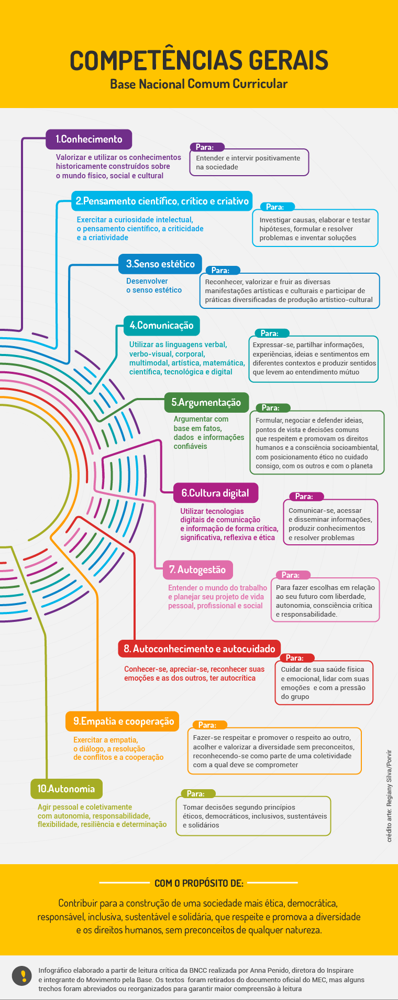 COMPETÊNCIAS GERAIS
Base Nacional Comum Curricular
1.Conhecimento
Valorizar e utilizar os conhecimentos
historicamente construídos sobre
o mundo físico, social e cultural
Para:
Entender e intervir positivamente
na sociedade
2.Pensamento científico, crítico e criativo
Exercitar a curiosidade intelectual,
o pensamento científico, a criticidade
e a criatividade
Para:
Investigar causas, elaborar e testar
hipóteses, formular e resolver
problemas e inventar soluções
3.Senso estético
Desenvolver
o senso estético
Para:
Reconhecer, valorizar e fruir as diversas
manifestações artísticas e culturais e participar de
práticas diversificadas de produção artístico-cultural
4.Comunicação
Utilizar as linguagens verbal,
verbo-visual, corporal,
multimodal, artística, matemática,
científica, tecnológica e digital
Para:
Expressar-se, partilhar informações,
experiências, ideias e sentimentos em
diferentes contextos e produzir sentidos
que levem ao entendimento mútuo
5.Argumentação
Argumentar com
base em fatos,
dados  e informações
confiáveis
Para:
Formular, negociar e defender ideias,
pontos de vista e decisões comuns
que respeitem e promovam os direitos
humanos e a consciência socioambiental,
com posicionamento ético no cuidado
consigo, com os outros e com o planeta
6.Cultura digital
Utilizar tecnologias
digitais de comunicação
e informação de forma crítica,
significativa, reflexiva e ética
Para:
Comunicar-se, acessar
e disseminar informações,
produzir conhecimentos
e resolver problemas
7. Autogestão
Entender o mundo do trabalho
e planejar seu projeto de vida
pessoal, profissional e social
Para:
Para fazer escolhas em relação
ao seu futuro com liberdade,
autonomia, consciência crítica
e responsabilidade.
8. Autoconhecimento e autocuidado
Conhecer-se, apreciar-se, reconhecer suas
emoções e as dos outros, ter autocrítica
Para:
Cuidar de sua saúde física
e emocional, lidar com suas
emoções  e com a pressão
do grupo
9.Empatia e cooperação
Exercitar a empatia,
o diálogo, a resolução
de conflitos e a cooperação
Para:
Fazer-se respeitar e promover o respeito ao outro,
acolher e valorizar a diversidade sem preconceitos,
reconhecendo-se como parte de uma coletividade
com a qual deve se comprometer
10.Autonomia
Agir pessoal e coletivamente
com autonomia, responsabilidade,
flexibilidade, resiliência e determinação
Para:
Tomar decisões segundo princípios
éticos, democráticos, inclusivos, sustentáveis
e solidários
crédito arte: Regiany Silva/Porvir
COM O PROPÓSITO DE:
Contribuir para a construção de uma sociedade mais ética, democrática,
responsável, inclusiva, sustentável e solidária, que respeite e promova a diversidade
e os direitos humanos, sem preconceitos de qualquer natureza.
!
Infográfico elaborado a partir de leitura crítica da BNCC realizada por Anna Penido, diretora do Inspirare
e integrante do Movimento pela Base. Os textos  foram retirados do documento oficial do MEC, mas alguns
trechos foram abreviados ou reorganizados para garantir maior compreensão à leitura